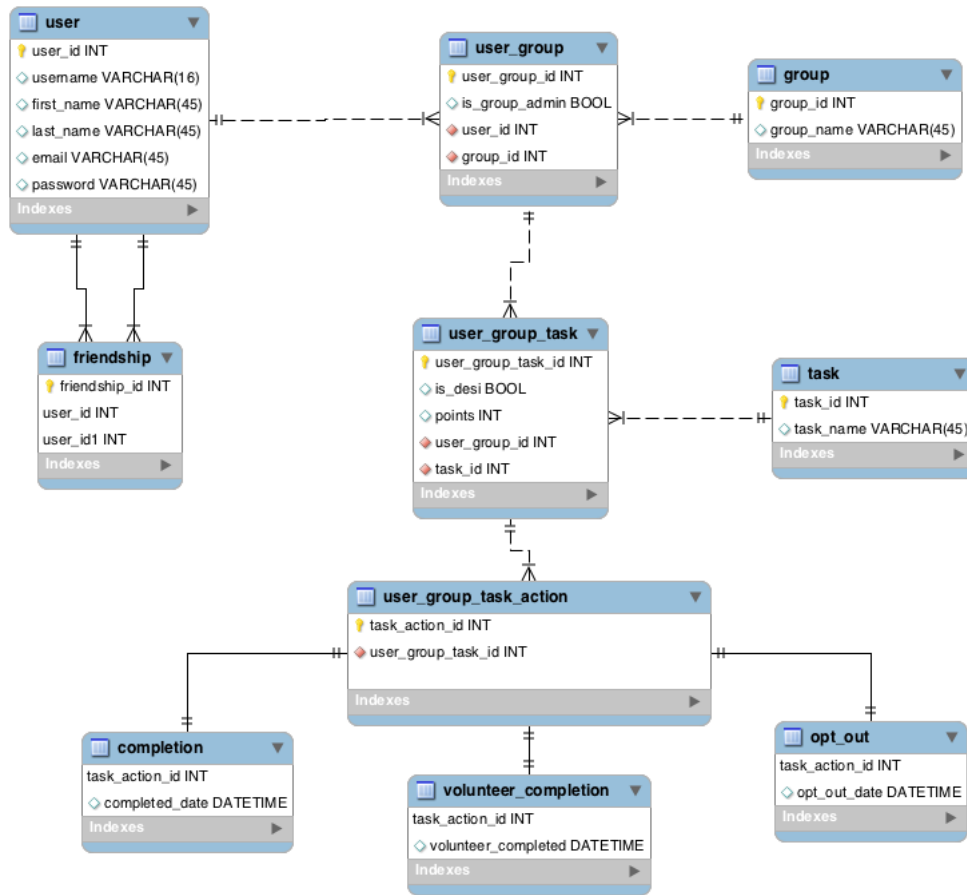 user
user_id INT
username VARCHAR(16)
first_name VARCHAR(45)
last_name VARCHAR(45)
email VARCHAR(45)
password VARCHAR(45)
Indexes
user_group
user_group_id INT
is_group_admin BOOL
user_id INT
group_id INT
Indexes
group
group_id INT
group_name VARCHAR(45)
Indexes
friendship
friendship_id INT
user_id INT
user_id1 INT
Indexes
user_group_task
user_group_task_id INT
is_desi BOOL
points INT
user_group_id INT
task_id INT
Indexes
task
task_id INT
task_name VARCHAR(45)
Indexes
user_group_task_action
task_action_id INT
user_group_task_id INT
Indexes
completion
task_action_id INT
completed_date DATETIME
Indexes
volunteer_completion
task_action_id INT
volunteer_completed DATETIME
Indexes
opt_out
task_action_id INT
opt_out_date DATETIME
Indexes